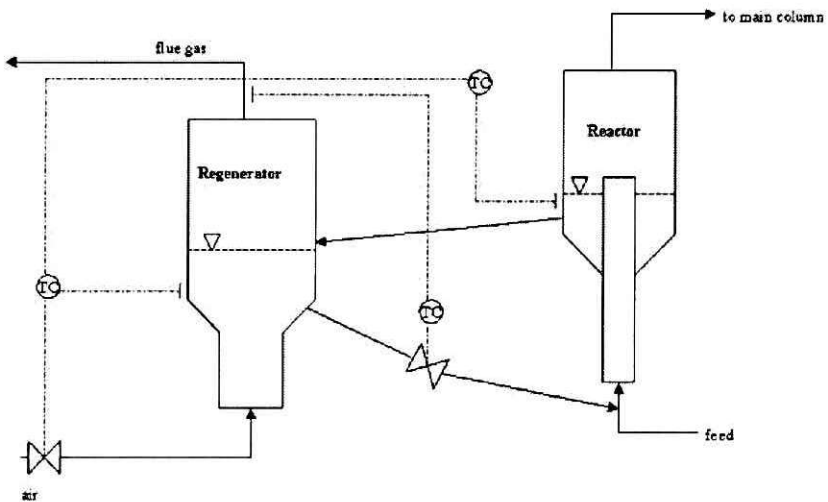 to main column
flue gas
TC
Reactor
Regenerator
TC
TC
feed
air